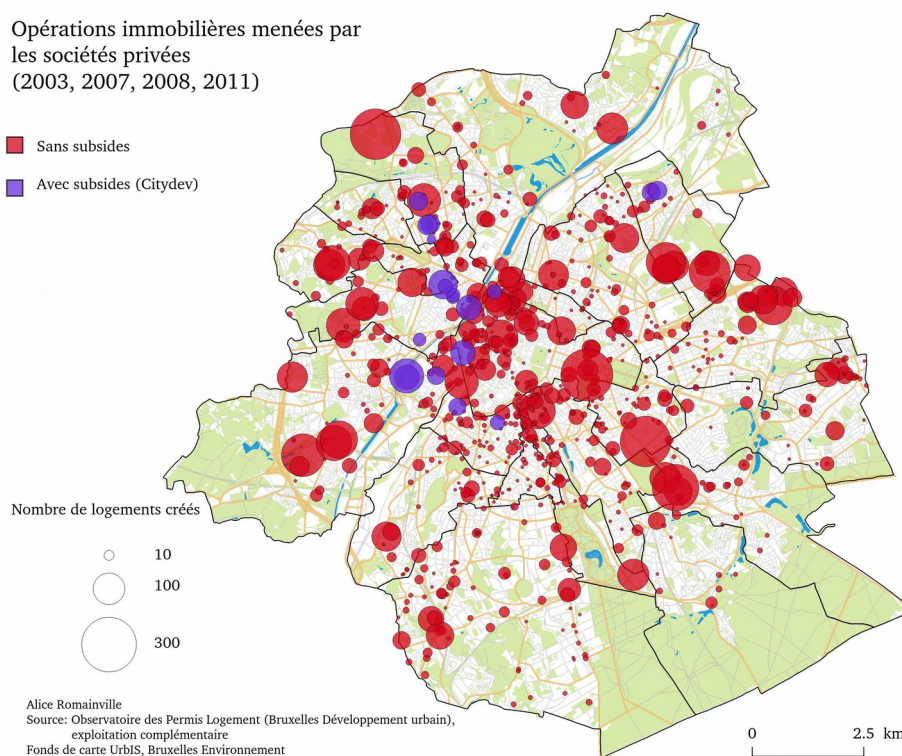 Opérations immobilières menées par
les sociétés privées
(2003, 2007, 2008, 2011)
Sans subsides
Avec subsides (Citydev)
Nombre de logements créés
10
100
300
Alice Romainville
Source: Observatoire des Permis Logement (Bruxelles Développement urbain),
exploitation complémentaire
Fonds de carte UrbIS, Bruxelles Environnement
0 2.5 km